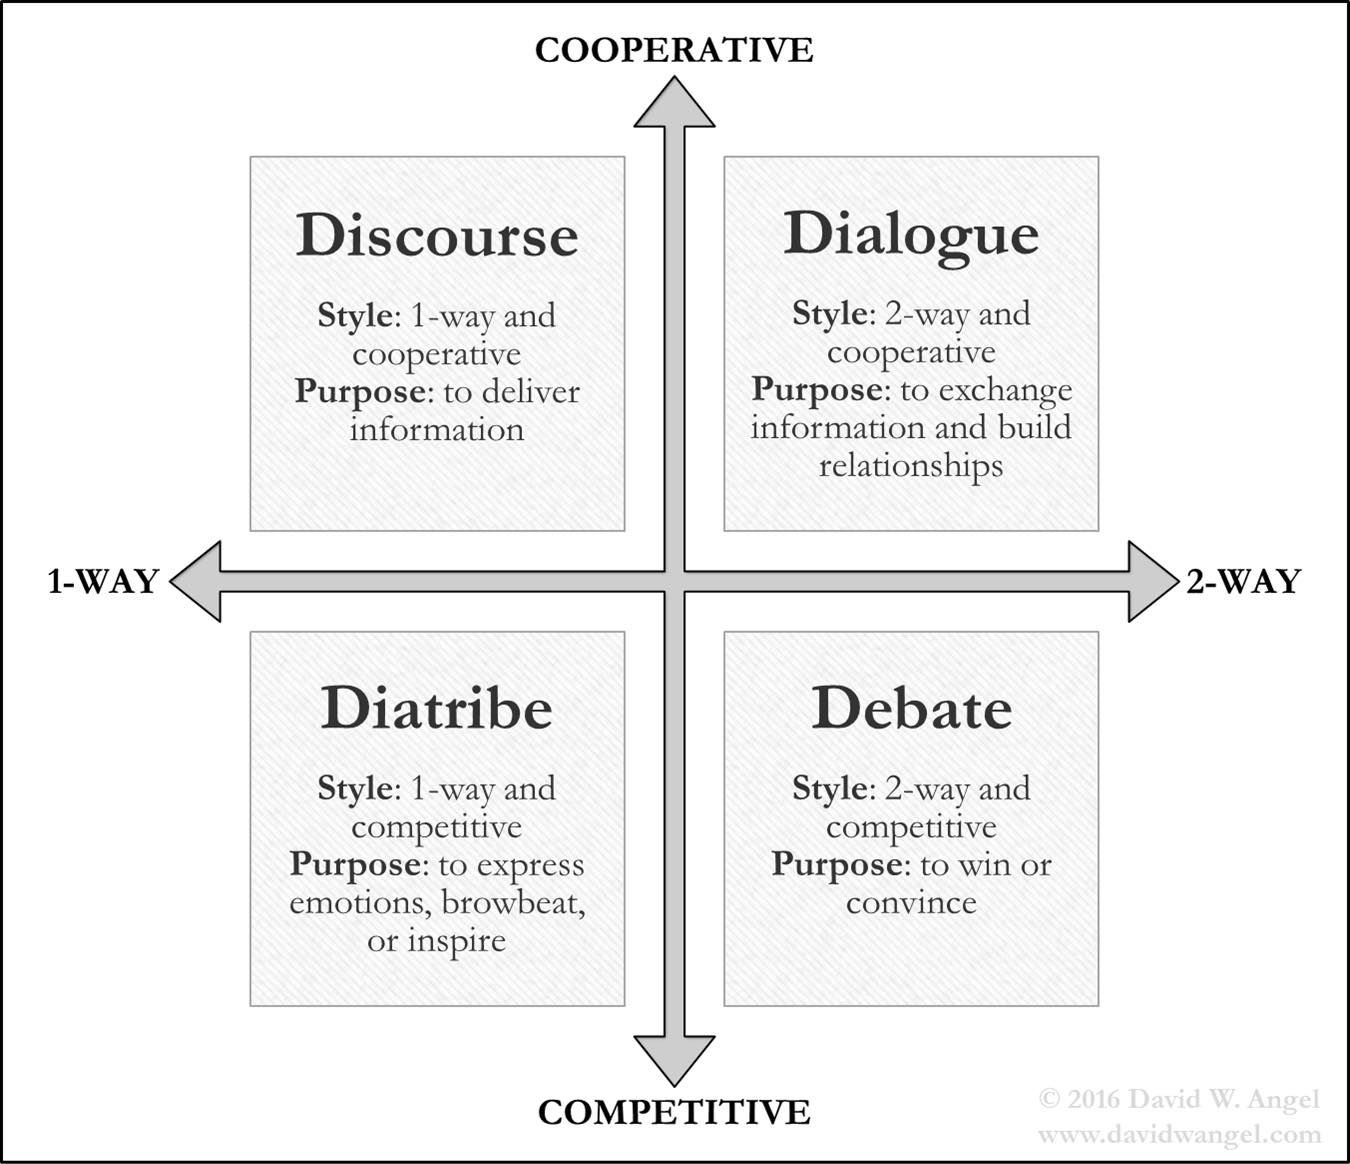 COOPERATIVE
Discourse
Style: 1-way and
cooperative
Purpose: to deliver
information
Dialogue
Style: 2-way and
cooperative
Purpose: to exchange
information and build
relationships
1-WAY
2-WAY
Diatribe
Style: 1-way and
competitive
Purpose: to express
emotions, browbeat,
or inspire
Debate
Style: 2-way and
competitive
Purpose: to win or
convince
COMPETITIVE
© 2016 David W. Angel
www.davidwangel.com